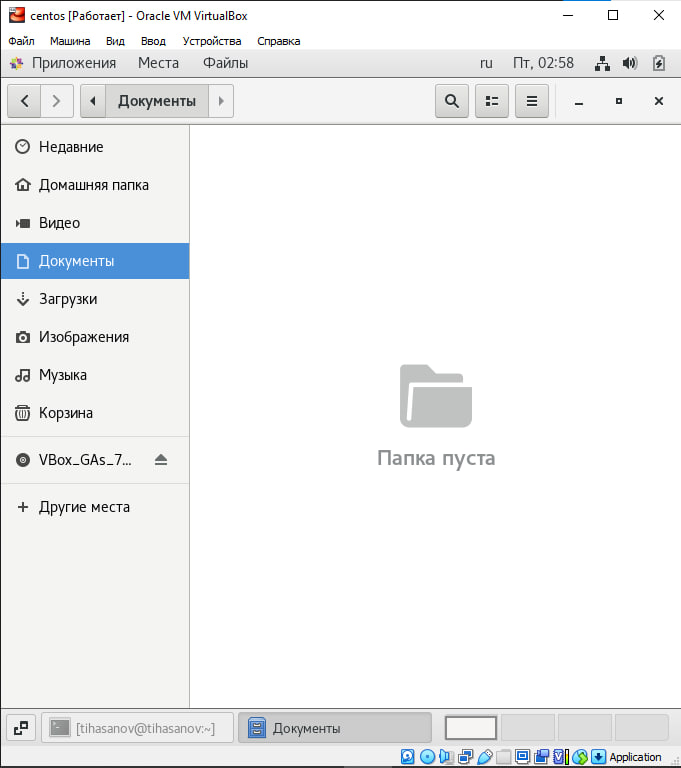 centos [Работает] - Oracle VM VirtualBox
Файл Машина Вид Ввод Устройства Справка
Приложения Места Файлы ru Пт, 02:58
Документы
Недавние
Домашняя папка
Видео
Документы
Загрузки
Изображения
Музыка
Корзина
VBox_GAs_7...
Другие места
Папка пуста
[tihasanov@tihasanov:~] Документы
Application